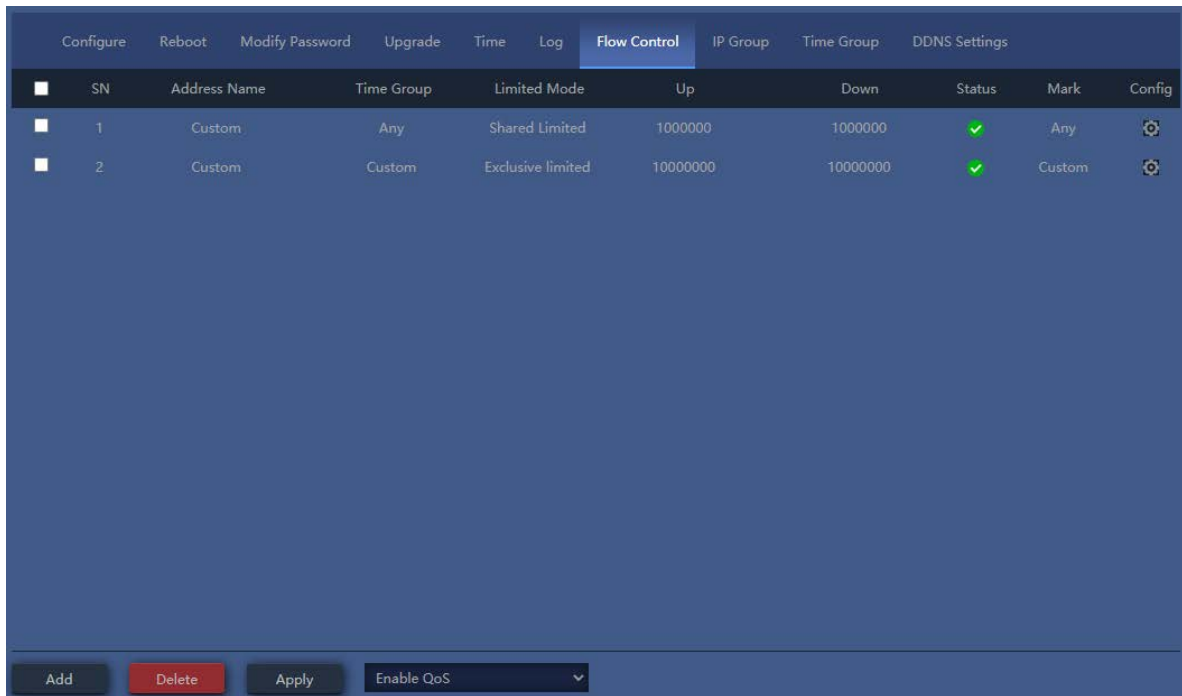 Configure Reboot Modify Password Upgrade Time Log Flow Control IP Group Time Group DDNS Settings
SN Address Name Time Group Limited Mode Up Down Status Mark Config
1 Custom Any Shared Limited 1000000 1000000 Any
2 Custom Custom Exclusive limited 10000000 10000000 Custom
Add Delete Apply Enable QoS